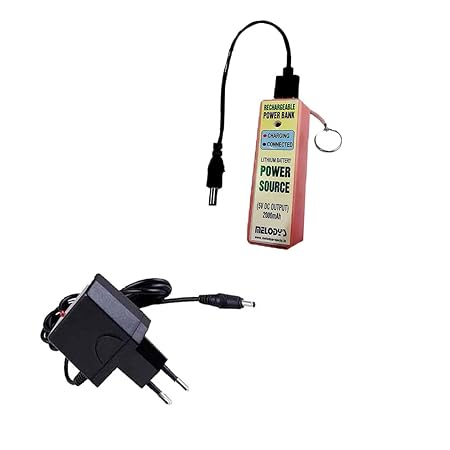 RECHARGEABLE
POWER BANK
CHARGING
CONNECTED
LITHIUM BATTERY
POWER
SOURCE
(5V DC OUTPUT)
2000mAh
MELODY'S